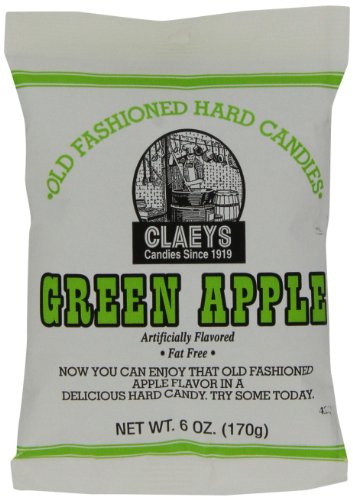 •OLD FASHIONED HARD CANDIES•
CLAEYS
Candies Since 1919
GREEN APPLE
Artificially Flavored
• Fat Free •
NOW YOU CAN ENJOY THAT OLD FASHIONED
APPLE FLAVOR IN A
DELICIOUS HARD CANDY. TRY SOME TODAY.
NET WT. 6 OZ. (170g)